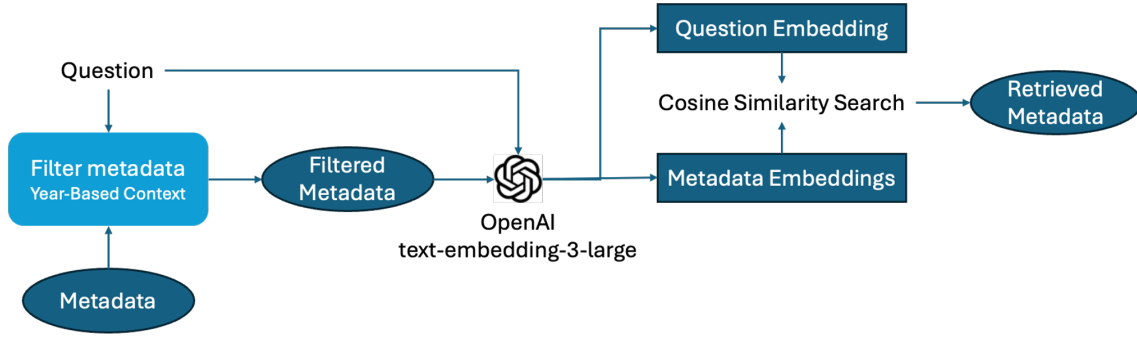 Question
Filter metadata
Year-Based Context
Metadata
Filtered
Metadata
OpenAI
text-embedding-3-large
Question Embedding
Cosine Similarity Search
Metadata Embeddings
Retrieved
Metadata